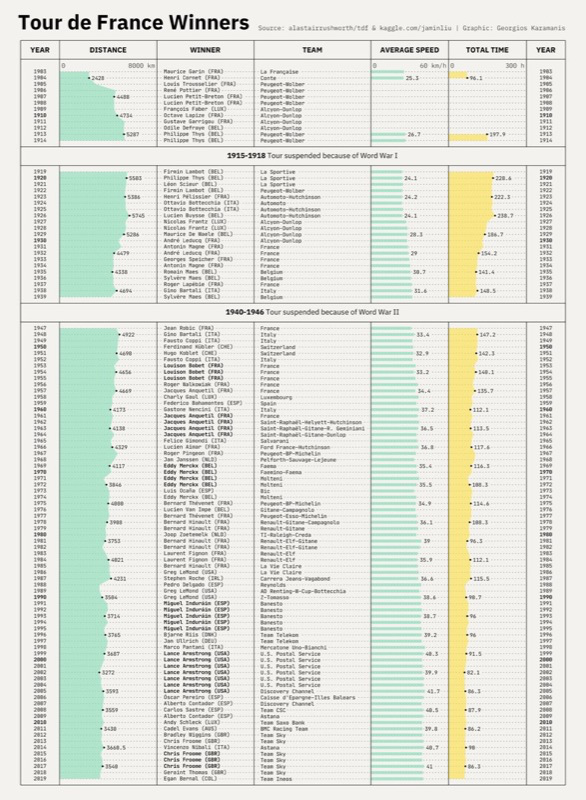 Tour de France Winners
Source: alastairrushworth/tdf & kaggle.com/jaminliu | Graphic: Georgios Karamanis
YEAR DISTANCE WINNER TEAM AVERAGE SPEED TOTAL TIME YEAR
0 8000 km 0 60 km/h 0 300 h
1903 Maurice Garin (FRA) La Française 1903
1904 2428 Henri Cornet (FRA) Conte 25.3 96.1 1904
1905 Louis Trousselier (FRA) Peugeot-Wolber 1905
1906 René Pottier (FRA) Peugeot-Wolber 1906
1907 4488 Lucien Petit-Breton (FRA) Peugeot-Wolber 1907
1908 Lucien Petit-Breton (FRA) Peugeot-Wolber 1908
1909 François Faber (LUX) Alcyon-Dunlop 1909
1910 4734 Octave Lapize (FRA) Alcyon-Dunlop 1910
1911 Gustave Garrigou (FRA) Alcyon-Dunlop 1911
1912 Odile Defraye (BEL) Alcyon-Dunlop 1912
1913 5287 Philippe Thys (BEL) Peugeot-Wolber 26.7 197.9 1913
1914 Philippe Thys (BEL) Peugeot-Wolber 1914
1915-1918 Tour suspended because of Word War I
1919 Firmin Lambot (BEL) La Sportive 1919
1920 5503 Philippe Thys (BEL) La Sportive 24.1 228.6 1920
1921 Léon Scieur (BEL) La Sportive 1921
1922 Firmin Lambot (BEL) Peugeot-Wolber 1922
1923 5386 Henri Pélissier (FRA) Automoto-Hutchinson 24.2 222.3 1923
1924 Ottavio Bottecchia (ITA) Automoto 1924
1925 Ottavio Bottecchia (ITA) Automoto-Hutchinson 1925
1926 5745 Lucien Buysse (BEL) Automoto-Hutchinson 24.1 238.7 1926
1927 Nicolas Frantz (LUX) Alcyon-Dunlop 1927
1928 Nicolas Frantz (LUX) Alcyon-Dunlop 1928
1929 5286 Maurice De Waele (BEL) Alcyon-Dunlop 28.3 186.7 1929
1930 André Leducq (FRA) Alcyon-Dunlop 1930
1931 Antonin Magne (FRA) France 1931
1932 4479 André Leducq (FRA) France 29 154.2 1932
1933 Georges Speicher (FRA) France 1933
1934 Antonin Magne (FRA) France 1934
1935 4338 Romain Maes (BEL) Belgium 30.7 141.4 1935
1936 Sylvère Maes (BEL) Belgium 1936
1937 Roger Lapébie (FRA) France 1937
1938 4694 Gino Bartali (ITA) Italy 31.6 148.5 1938
1939 Sylvère Maes (BEL) Belgium 1939
1940-1946 Tour suspended because of Word War II
1947 Jean Robic (FRA) France 1947
1948 4922 Gino Bartali (ITA) Italy 33.4 147.2 1948
1949 Fausto Coppi (ITA) Italy 1949
1950 Ferdinand Kübler (CHE) Switzerland 1950
1951 4690 Hugo Koblet (CHE) Switzerland 32.9 142.3 1951
1952 Fausto Coppi (ITA) Italy 1952
1953 Louison Bobet (FRA) France 1953
1954 4656 Louison Bobet (FRA) France 33.2 140.1 1954
1955 Louison Bobet (FRA) France 1955
1956 Roger Walkowiak (FRA) France 1956
1957 4669 Jacques Anquetil (FRA) France 34.4 135.7 1957
1958 Charly Gaul (LUX) Luxembourg 1958
1959 Federico Bahamontes (ESP) Spain 1959
1960 4173 Gastone Nencini (ITA) Italy 37.2 112.1 1960
1961 Jacques Anquetil (FRA) France 1961
1962 Jacques Anquetil (FRA) Saint-Raphaël-Helyett-Hutchinson 1962
1963 4138 Jacques Anquetil (FRA) Saint-Raphaël-Gitane-R. Geminiani 36.5 113.5 1963
1964 Jacques Anquetil (FRA) Saint-Raphaël-Gitane-Dunlop 1964
1965 Felice Gimondi (ITA) Salvarani 1965
1966 4329 Lucien Aimar (FRA) Ford France-Hutchinson 36.8 117.6 1966
1967 Roger Pingeon (FRA) Peugeot-BP-Michelin 1967
1968 Jan Janssen (NLD) Pelforth-Sauvage-Lejeune 1968
1969 4117 Eddy Merckx (BEL) Faema 35.4 116.3 1969
1970 Eddy Merckx (BEL) Faemino-Faema 1970
1971 Eddy Merckx (BEL) Molteni 1971
1972 3846 Eddy Merckx (BEL) Molteni 35.5 108.3 1972
1973 Luis Ocaña (ESP) Bic 1973
1974 Eddy Merckx (BEL) Molteni 1974
1975 4000 Bernard Thévenet (FRA) Peugeot-BP-Michelin 34.9 114.6 1975
1976 Lucien Van Impe (BEL) Gitane-Campagnolo 1976
1977 Bernard Thévenet (FRA) Peugeot-Esso-Michelin 1977
1978 3908 Bernard Hinault (FRA) Renault-Gitane-Campagnolo 36.1 108.3 1978
1979 Bernard Hinault (FRA) Renault-Gitane 1979
1980 Joop Zoetemelk (NLD) TI-Raleigh-Creda 1980
1981 3753 Bernard Hinault (FRA) Renault-Elf-Gitane 39 96.3 1981
1982 Bernard Hinault (FRA) Renault-Elf-Gitane 1982
1983 Laurent Fignon (FRA) Renault-Elf 1983
1984 4021 Laurent Fignon (FRA) Renault-Elf 35.9 112.1 1984
1985 Bernard Hinault (FRA) La Vie Claire 1985
1986 Greg LeMond (USA) La Vie Claire 1986
1987 4231 Stephen Roche (IRL) Carrera Jeans-Vagabond 36.6 115.5 1987
1988 Pedro Delgado (ESP) Reynolds 1988
1989 Greg LeMond (USA) AD Renting-W-Cup-Bottecchia 1989
1990 3504 Greg LeMond (USA) Z-Tomasso 38.6 90.7 1990
1991 Miguel Induráin (ESP) Banesto 1991
1992 Miguel Induráin (ESP) Banesto 1992
1993 3714 Miguel Induráin (ESP) Banesto 38.7 96 1993
1994 Miguel Induráin (ESP) Banesto 1994
1995 Miguel Induráin (ESP) Banesto 1995
1996 3765 Bjarne Riis (DNK) Team Telekom 39.2 96 1996
1997 Jan Ullrich (DEU) Team Telekom 1997
1998 Marco Pantani (ITA) Mercatone Uno-Bianchi 1998
1999 3687 Lance Armstrong (USA) U.S. Postal Service 40.3 91.5 1999
2000 Lance Armstrong (USA) U.S. Postal Service 2000
2001 Lance Armstrong (USA) U.S. Postal Service 2001
2002 3272 Lance Armstrong (USA) U.S. Postal Service 39.9 82.1 2002
2003 Lance Armstrong (USA) U.S. Postal Service 2003
2004 Lance Armstrong (USA) U.S. Postal Service 2004
2005 3593 Lance Armstrong (USA) Discovery Channel 41.7 86.3 2005
2006 Óscar Pereiro (ESP) Caisse d'Epargne-Illes Balears 2006
2007 Alberto Contador (ESP) Discovery Channel 2007
2008 3559 Carlos Sastre (ESP) Team CSC 40.5 87.9 2008
2009 Alberto Contador (ESP) Astana 2009
2010 Andy Schleck (LUX) Team Saxo Bank 2010
2011 3430 Cadel Evans (AUS) BMC Racing Team 39.8 86.2 2011
2012 Bradley Wiggins (GBR) Team Sky 2012
2013 Chris Froome (GBR) Team Sky 2013
2014 3660.5 Vincenzo Nibali (ITA) Astana 40.7 90 2014
2015 Chris Froome (GBR) Team Sky 2015
2016 Chris Froome (GBR) Team Sky 2016
2017 3540 Chris Froome (GBR) Team Sky 41 86.3 2017
2018 Geraint Thomas (GBR) Team Sky 2018
2019 Egan Bernal (COL) Team Ineos 2019